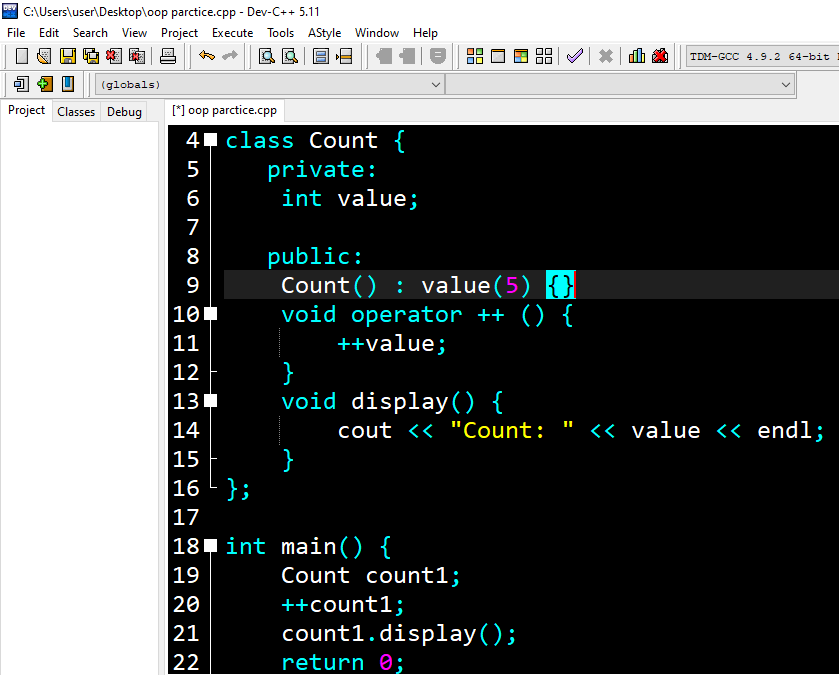 C:\Users\user\Desktop\oop parctice.cpp - Dev-C++ 5.11
File Edit Search View Project Execute Tools AStyle Window Help
TDM-GCC 4.9.2 64-bit
(globals)
Project Classes Debug
[*] oop parctice.cpp
4 class Count {
5 private:
6 int value;
7
8 public:
9 Count() : value(5) {}
10 void operator ++ () {
11 ++value;
12 }
13 void display() {
14 cout << "Count: " << value << endl;
15 }
16 };
17
18 int main() {
19 Count count1;
20 ++count1;
21 count1.display();
22 return 0;